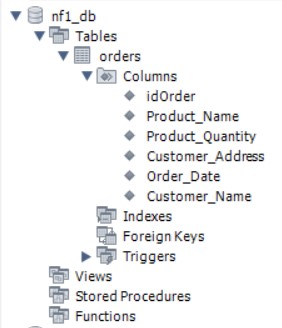 nf1_db
Tables
orders
Columns
idOrder
Product_Name
Product_Quantity
Customer_Address
Order_Date
Customer_Name
Indexes
Foreign Keys
Triggers
Views
Stored Procedures
Functions